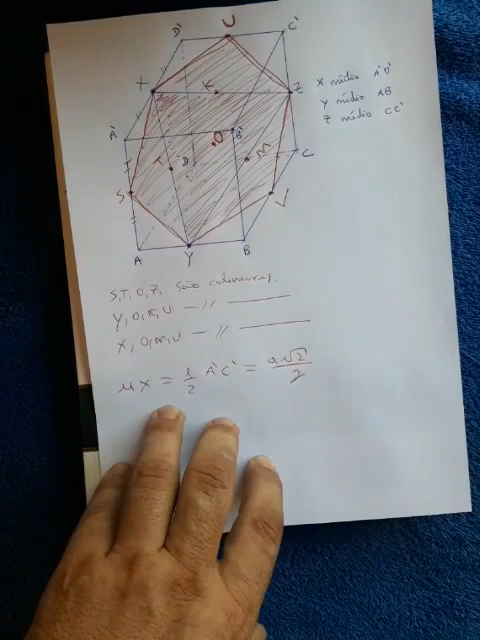 D' U C'
X K Z
X médio A'D'
Y médio AB
Z médio CC'
A' O B'
T D M C
S V
A Y B
S, T, O, Z, são colineares.
Y, O, K, U — // ———
X, O, M, V — // ———
UX = 1/2 A'C' = a√2/2